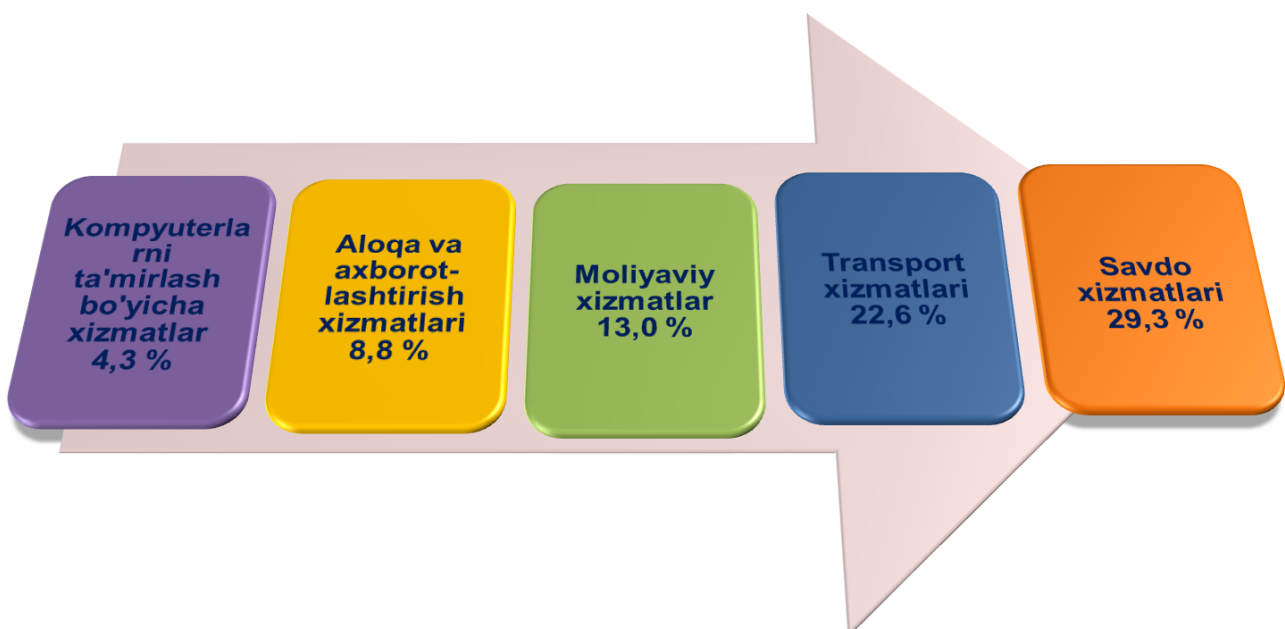 Kompyuterla
rni
ta'mirlash
bo'yicha
xizmatlar
4,3 %
Aloqa va
axborot-
lashtirish
xizmatlari
8,8 %
Moliyaviy
xizmatlar
13,0 %
Transport
xizmatlari
22,6 %
Savdo
xizmatlari
29,3 %